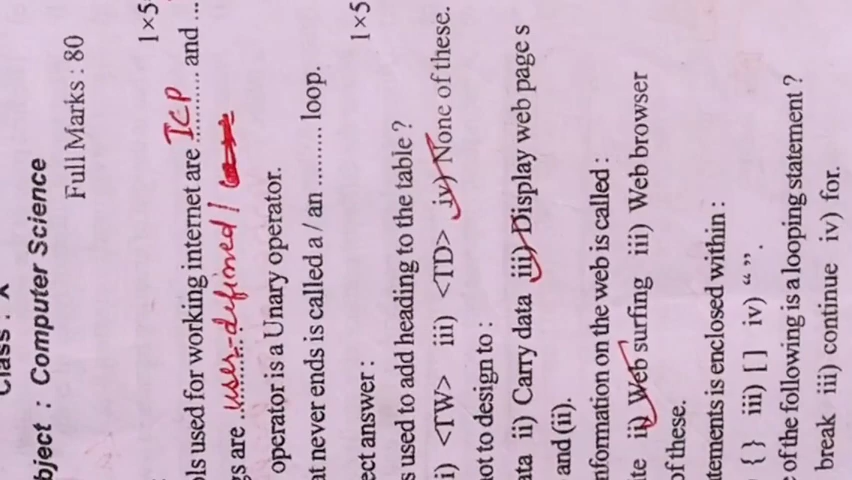 Class : X
bject : Computer Science
Full Marks : 80
1×5
ols used for working internet are ICP and ...
gs are user-defined /
operator is a Unary operator.
at never ends is called a / an ......... loop.
1×5
ect answer :
s used to add heading to the table ?
i) <TW> iii) <TD> iv) None of these.
not to design to :
ata ii) Carry data iii) Display web page s
and (ii).
nformation on the web is called :
ite ii) Web surfing iii) Web browser
of these.
atements is enclosed within :
{ } iii) [ ] iv) “ ”.
e of the following is a looping statement ?
break iii) continue iv) for.